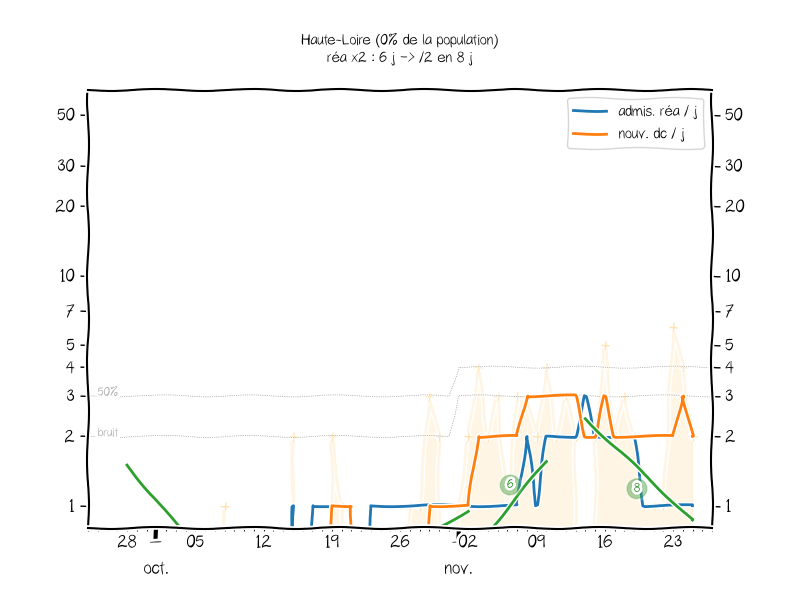 Haute-Loire (0% de la population)
réa x2 : 6 j -> /2 en 8 j
admis. réa / j
nouv. dc / j
50 50
30 30
20 20
10 10
7 7
5 5
4 4
50%
3 3
bruit
2 2
6 8
1 1
28 05 12 19 26 02 09 16 23
oct. nov.